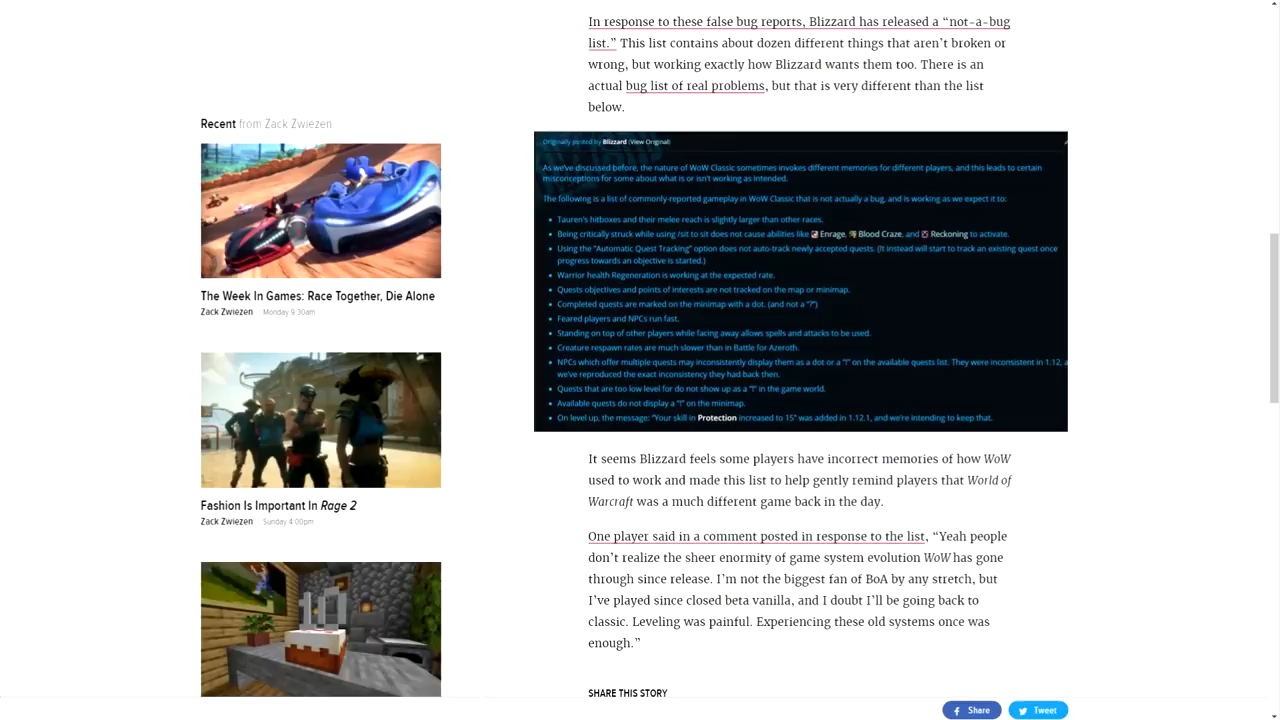 In response to these false bug reports, Blizzard has released a “not-a-bug
list.” This list contains about dozen different things that aren’t broken or
wrong, but working exactly how Blizzard wants them too. There is an
actual bug list of real problems, but that is very different than the list
below.
Recent from Zack Zwiezen
The Week In Games: Race Together, Die Alone
Zack Zwiezen Monday 9:30am
Fashion Is Important In Rage 2
Zack Zwiezen Sunday 4:00pm
Originally posted by Blizzard (View Original)
As we've discussed before, the nature of WoW Classic sometimes invokes different memories for different players, and this leads to certain
misconceptions for some about what is or isn't working as intended.
The following is a list of commonly-reported gameplay in WoW Classic that is not actually a bug, and is working as we expect it to:
• Tauren's hitboxes and their melee reach is slightly larger than other races.
• Being critically struck while using /sit to sit does not cause abilities like Enrage, Blood Craze, and Reckoning to activate.
• Using the "Automatic Quest Tracking" option does not auto-track newly accepted quests. (It instead will start to track an existing quest once
progress towards an objective is started.)
• Warrior health Regeneration is working at the expected rate.
• Quests objectives and points of interests are not tracked on the map or minimap.
• Completed quests are marked on the minimap with a dot. (and not a "?")
• Feared players and NPCs run fast.
• Standing on top of other players while facing away allows spells and attacks to be used.
• Creature respawn rates are much slower than in Battle for Azeroth.
• NPCs which offer multiple quests may inconsistently display them as a dot or a "!" on the available quests list. They were inconsistent in 1.12, a
we've reproduced the exact inconsistency they had back then.
• Quests that are too low level for do not show up as a "!" in the game world.
• Available quests do not display a "!" on the minimap.
• On level up, the message: "Your skill in Protection increased to 15" was added in 1.12.1, and we're intending to keep that.
It seems Blizzard feels some players have incorrect memories of how WoW
used to work and made this list to help gently remind players that World of
Warcraft was a much different game back in the day.
One player said in a comment posted in response to the list, “Yeah people
don’t realize the sheer enormity of game system evolution WoW has gone
through since release. I’m not the biggest fan of BoA by any stretch, but
I’ve played since closed beta vanilla, and I doubt I’ll be going back to
classic. Leveling was painful. Experiencing these old systems once was
enough.”
SHARE THIS STORY
Share
Tweet